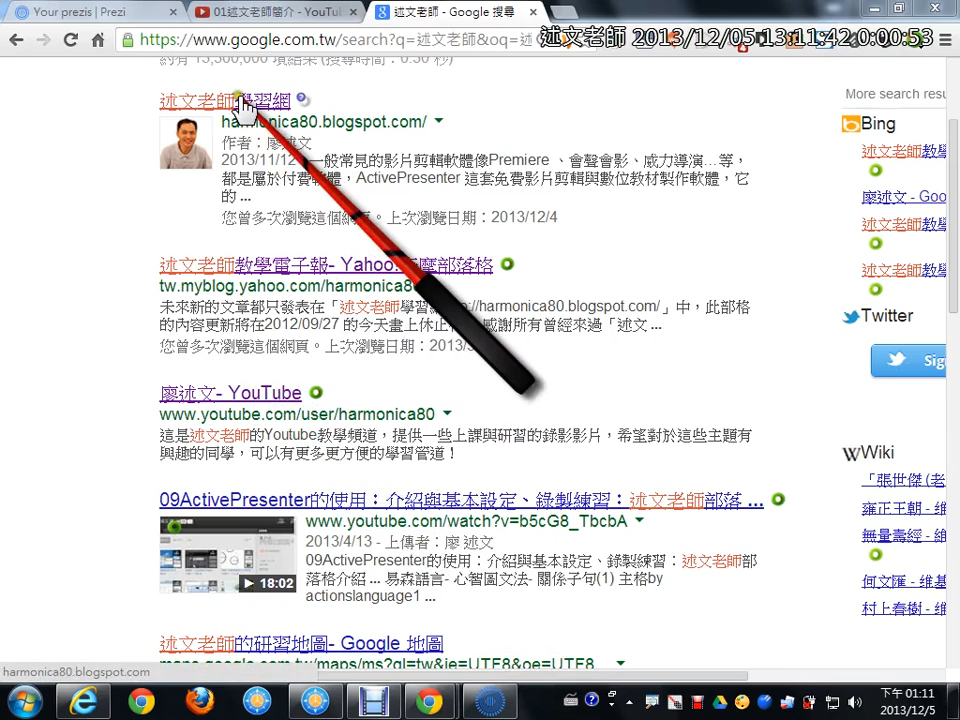 Your prezis | Prezi
01述文老師簡介 - YouTu
述文老師 - Google 搜尋
https://www.google.com.tw/search?q=述文老師&oq=述
述文老師 2013/12/05 13:11:42 0:00:53
約有 13,300,000 項結果 (搜尋時間：0.30 秒)
述文老師學習網
harmonica80.blogspot.com/
作者：廖述文
2013/11/12 - 一般常見的影片剪輯軟體像Premiere 、會聲會影、威力導演…等，
都是屬於付費軟體，ActivePresenter 這套免費影片剪輯與數位教材製作軟體，它
的 ...
您曾多次瀏覽這個網頁。上次瀏覽日期：2013/12/4
述文老師教學電子報- Yahoo!
部落格
tw.myblog.yahoo.com/harmonica8
未來新的文章都只發表在「述文老師學習
://harmonica80.blogspot.com/ 」中，此部格
的內容更新將在2012/09/27 的今天畫上休止
感謝所有曾經來過「述文 ...
您曾多次瀏覽這個網頁。上次瀏覽日期：2013/
廖述文- YouTube
www.youtube.com/user/harmonica80
這是述文老師的Youtube教學頻道，提供一些上課與研習的錄影影片，希望對於這些主題有
興趣的同學，可以有更多更方便的學習管道！
09ActivePresenter的使用：介紹與基本設定、錄製練習：述文老師部落 ...
www.youtube.com/watch?v=b5cG8_TbcbA
2013/4/13 - 上傳者：廖 述文
09ActivePresenter的使用：介紹與基本設定、錄製練習：述文老師部
落格介紹 ... 易森語言- 心智圖文法- 關係子句(1) 主格by
actionslanguage1 ...
18:02
述文老師的研習地圖- Google 地圖
maps.google.com.tw/maps/ms?gl=tw&ie=UTF8&oe=UTF8...
More search resu
Bing
述文老師教學
廖述文 - Goo
述文老師教學
述文老師教學
Twitter
Sig
Wiki
「張世傑 (老
雍正王朝 - 維
無量壽經 - 維
何文匯 - 維基
村上春樹 - 維
harmonica80.blogspot.com
下午 01:11
2013/12/5